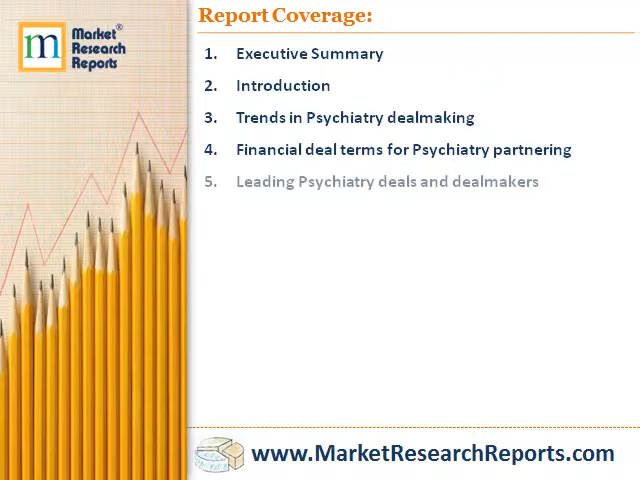 m Market®
Research
Reports
Report Coverage:
1. Executive Summary
2. Introduction
3. Trends in Psychiatry dealmaking
4. Financial deal terms for Psychiatry partnering
5. Leading Psychiatry deals and dealmakers
www.MarketResearchReports.com